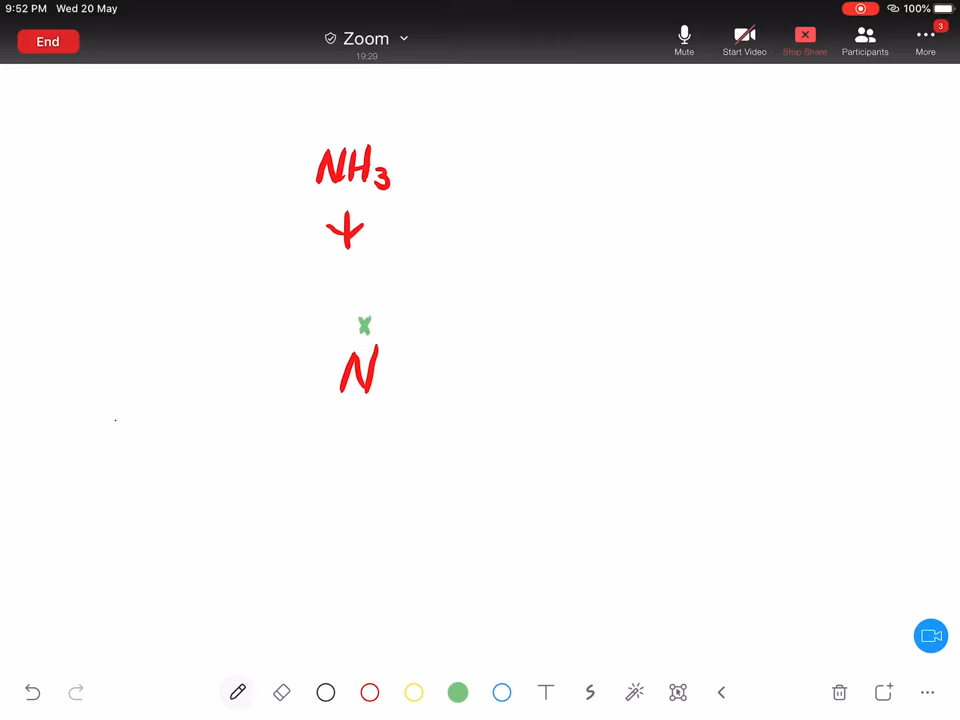 9:52 PM Wed 20 May
100%
End
Zoom
19:29
Mute
Start Video
Stop Share
Participants
3
More
NH₃
x
N
T